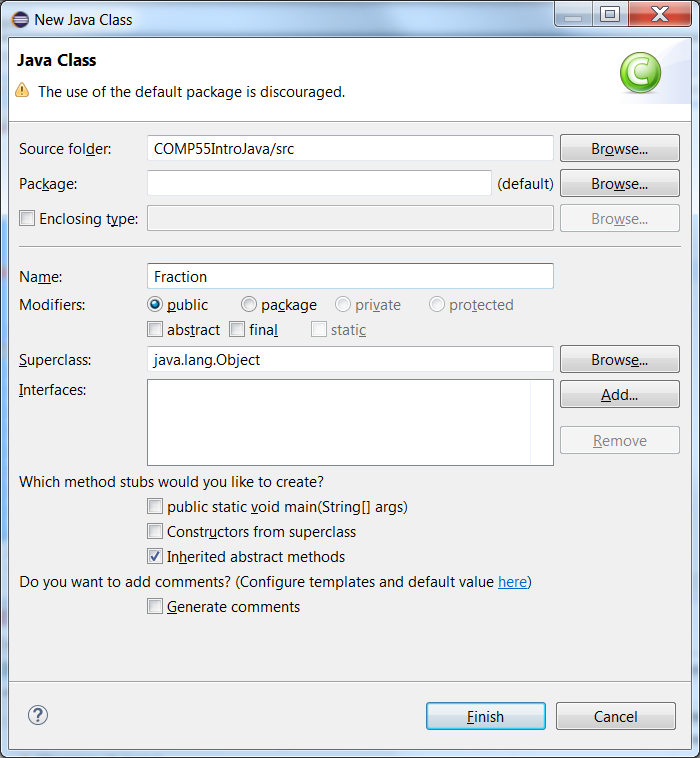 New Java Class
Java Class
The use of the default package is discouraged.
Source folder: COMP55IntroJava/src Browse...
Package: (default) Browse...
Enclosing type: Browse...
Name: Fraction
Modifiers: public package private protected
abstract final static
Superclass: java.lang.Object Browse...
Interfaces: Add...
Remove
Which method stubs would you like to create?
public static void main(String[] args)
Constructors from superclass
Inherited abstract methods
Do you want to add comments? (Configure templates and default value here)
Generate comments
? Finish Cancel